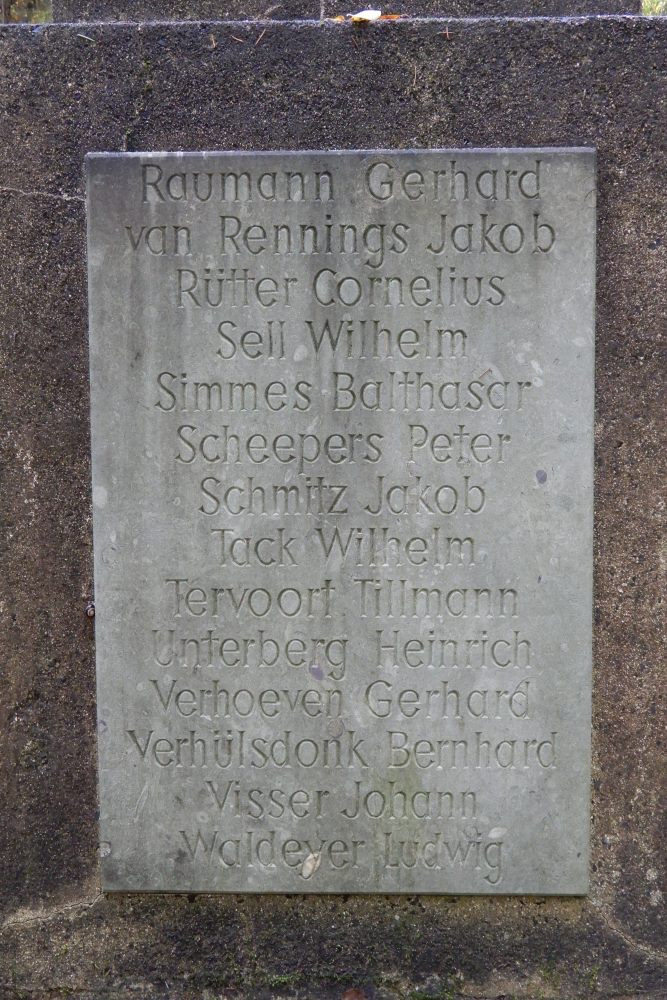 Raumann Gerhard
van Rennings Jakob
Rütter Cornelius
Sell Wilhelm
Simmes Balthasar
Scheepers Peter
Schmitz Jakob
Tack Wilhelm
Tervoort Tillmann
Unterberg Heinrich
Verhoeven Gerhard
Verhülsdonk Bernhard
Visser Johann
Waldeyer Ludwig